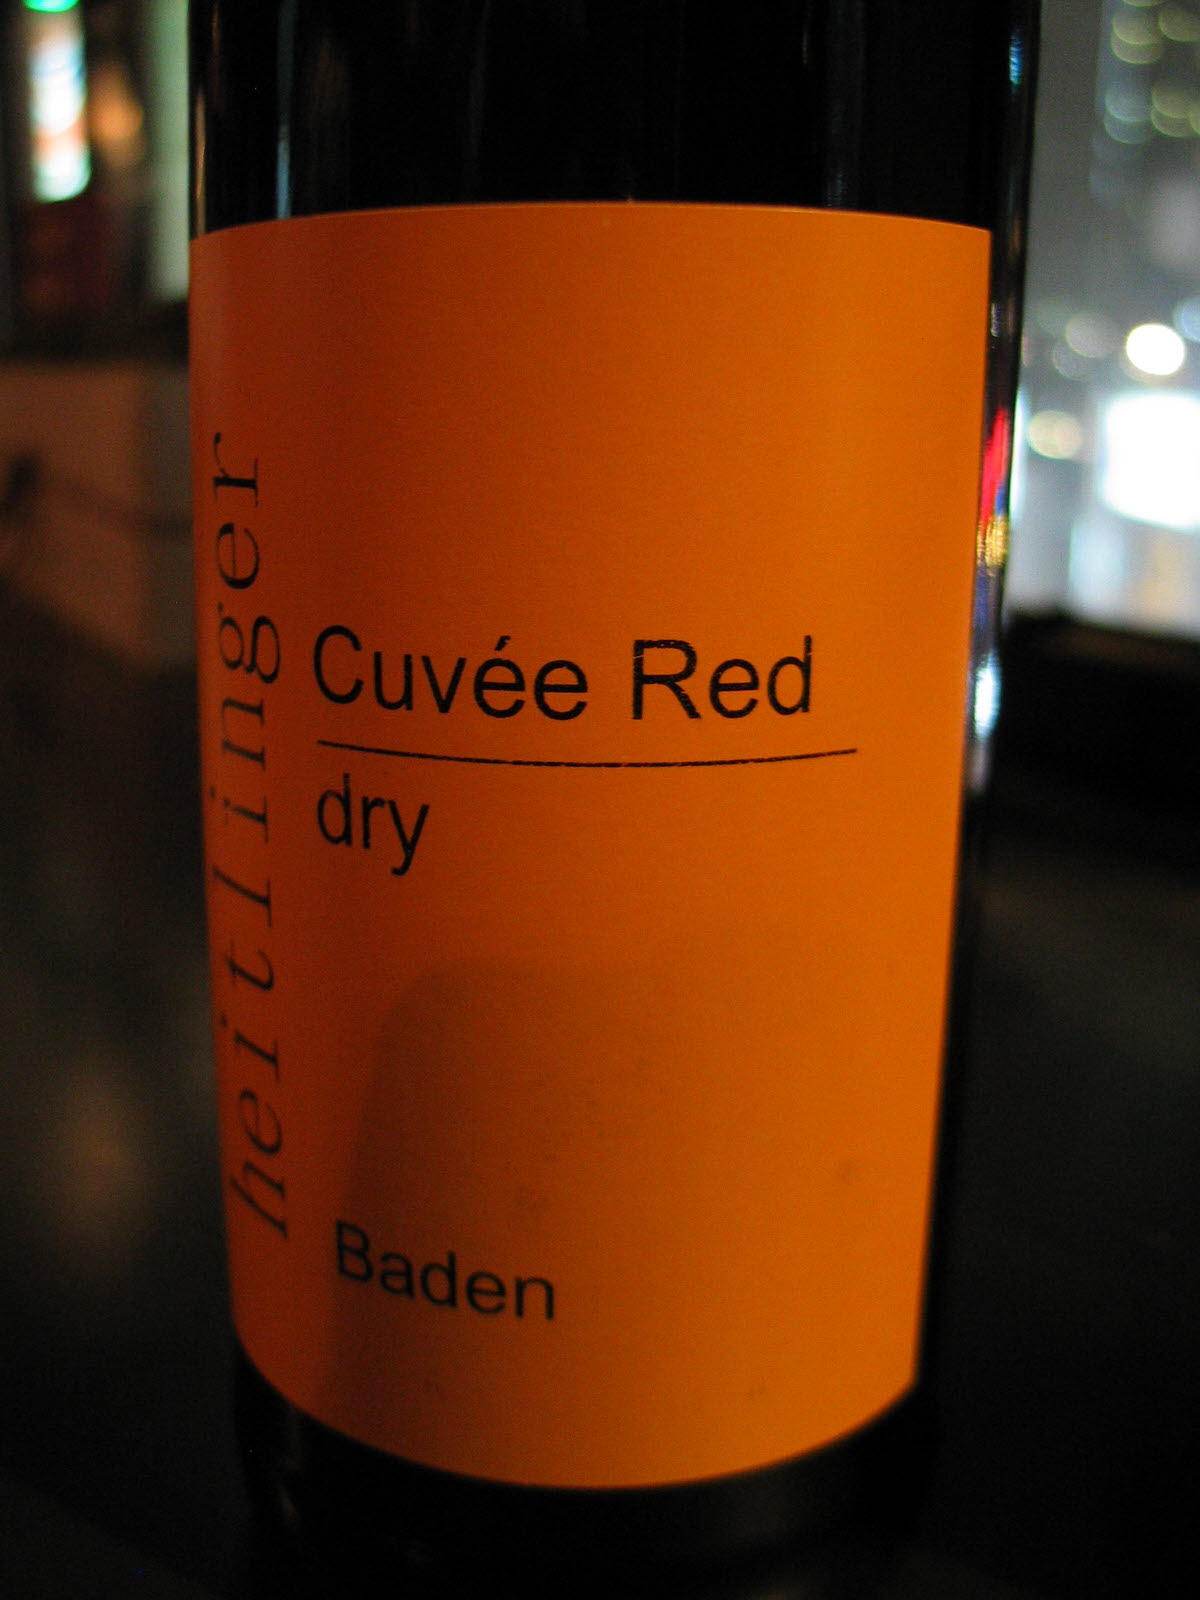 heitlinger
Cuvée Red
dry
Baden